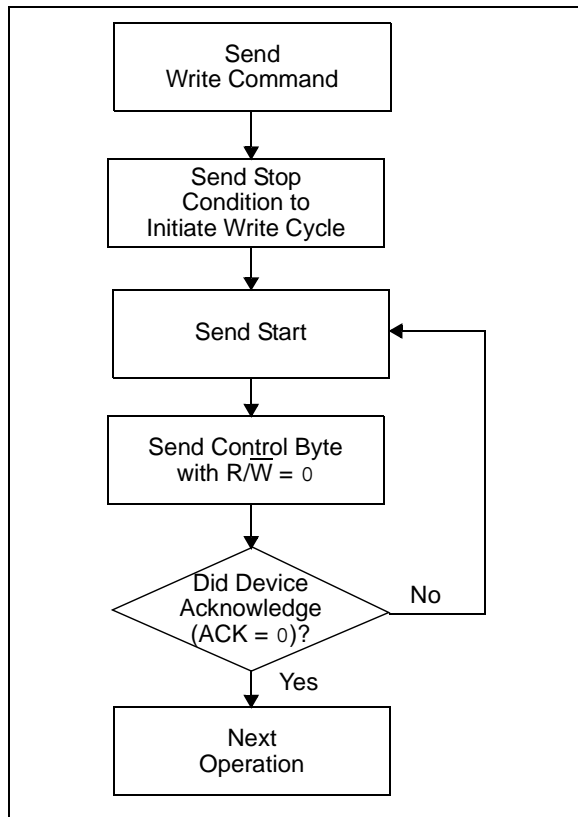 Send
Write Command
Send Stop
Condition to
Initiate Write Cycle
Send Start
Send Control Byte
with R/W̅ = 0
Did Device
Acknowledge
(ACK = 0)?
No
Yes
Next
Operation